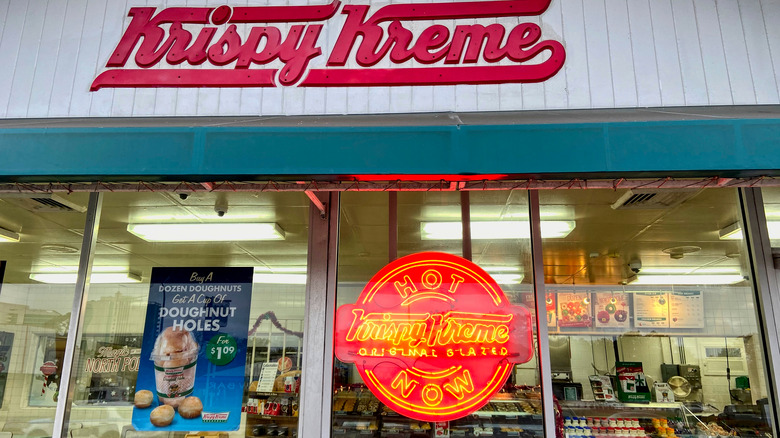 Krispy Kreme
BUY A
DOZEN DOUGHNUTS
GET A CUP OF
DOUGHNUT
HOLES
FOR
$1.09
HOT
Krispy Kreme
ORIGINAL GLAZED
NOW
NORTH PO